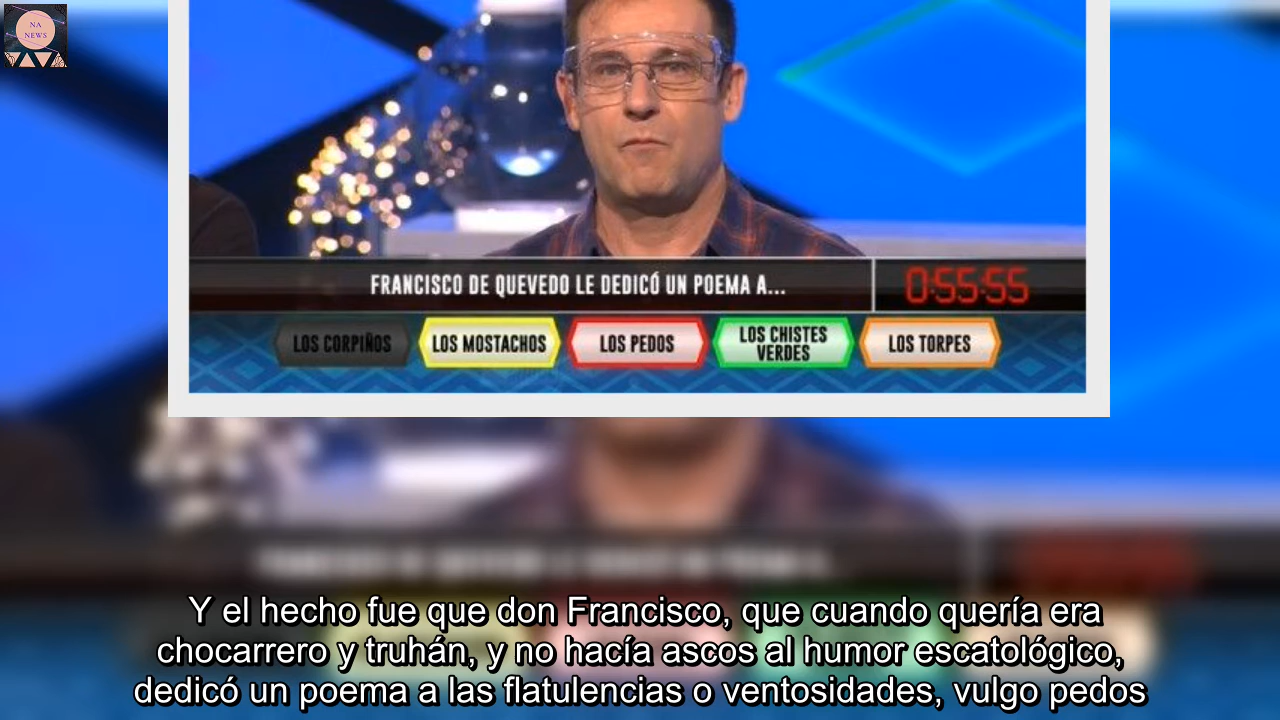 NA
NEWS
FRANCISCO DE QUEVEDO LE DEDICÓ UN POEMA A...
0:55:55
LOS CORPIÑOS
LOS MOSTACHOS
LOS PEDOS
LOS CHISTES
VERDES
LOS TORPES
Y el hecho fue que don Francisco, que cuando quería era
chocarrero y truhán, y no hacía ascos al humor escatológico,
dedicó un poema a las flatulencias o ventosidades, vulgo pedos